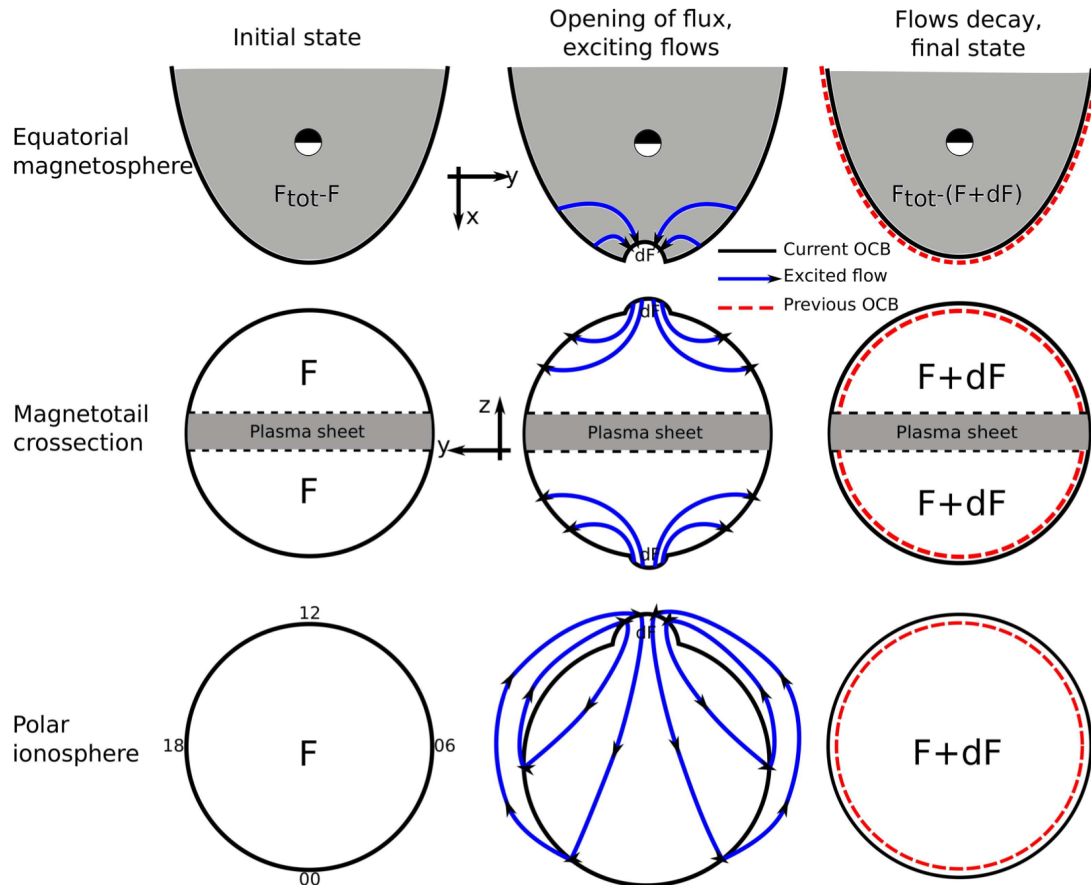 Initial state
Opening of flux,
exciting flows
Flows decay,
final state
Equatorial
magnetosphere
Ftot-F
y
x
dF
Ftot-(F+dF)
Current OCB
Excited flow
Previous OCB
Magnetotail
crossection
F
Plasma sheet
F
z
y
dF
Plasma sheet
dF
F+dF
Plasma sheet
F+dF
Polar
ionosphere
12
18
F
06
00
dF
F+dF